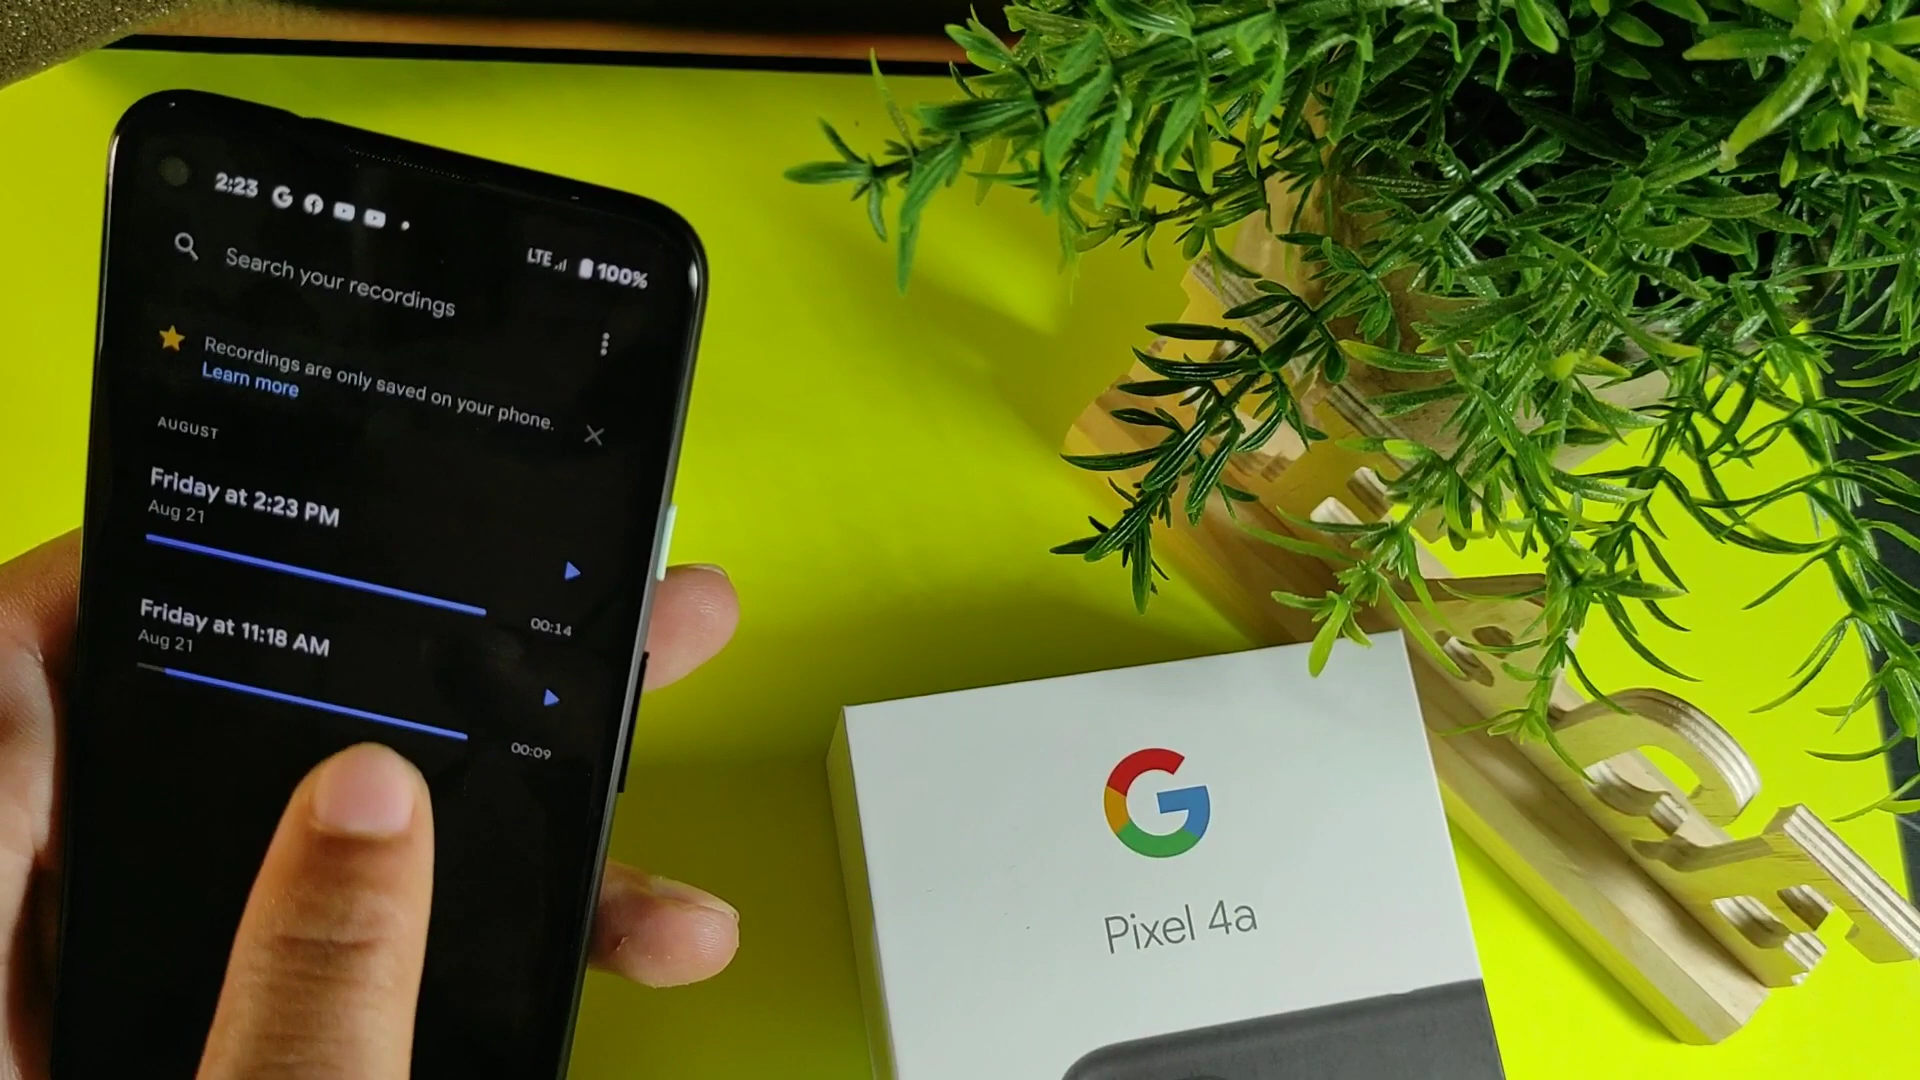 2:23
LTE 100%
Search your recordings
Recordings are only saved on your phone.
Learn more
AUGUST
Friday at 2:23 PM
Aug 21
00:14
Friday at 11:18 AM
Aug 21
00:09
G
Pixel 4a